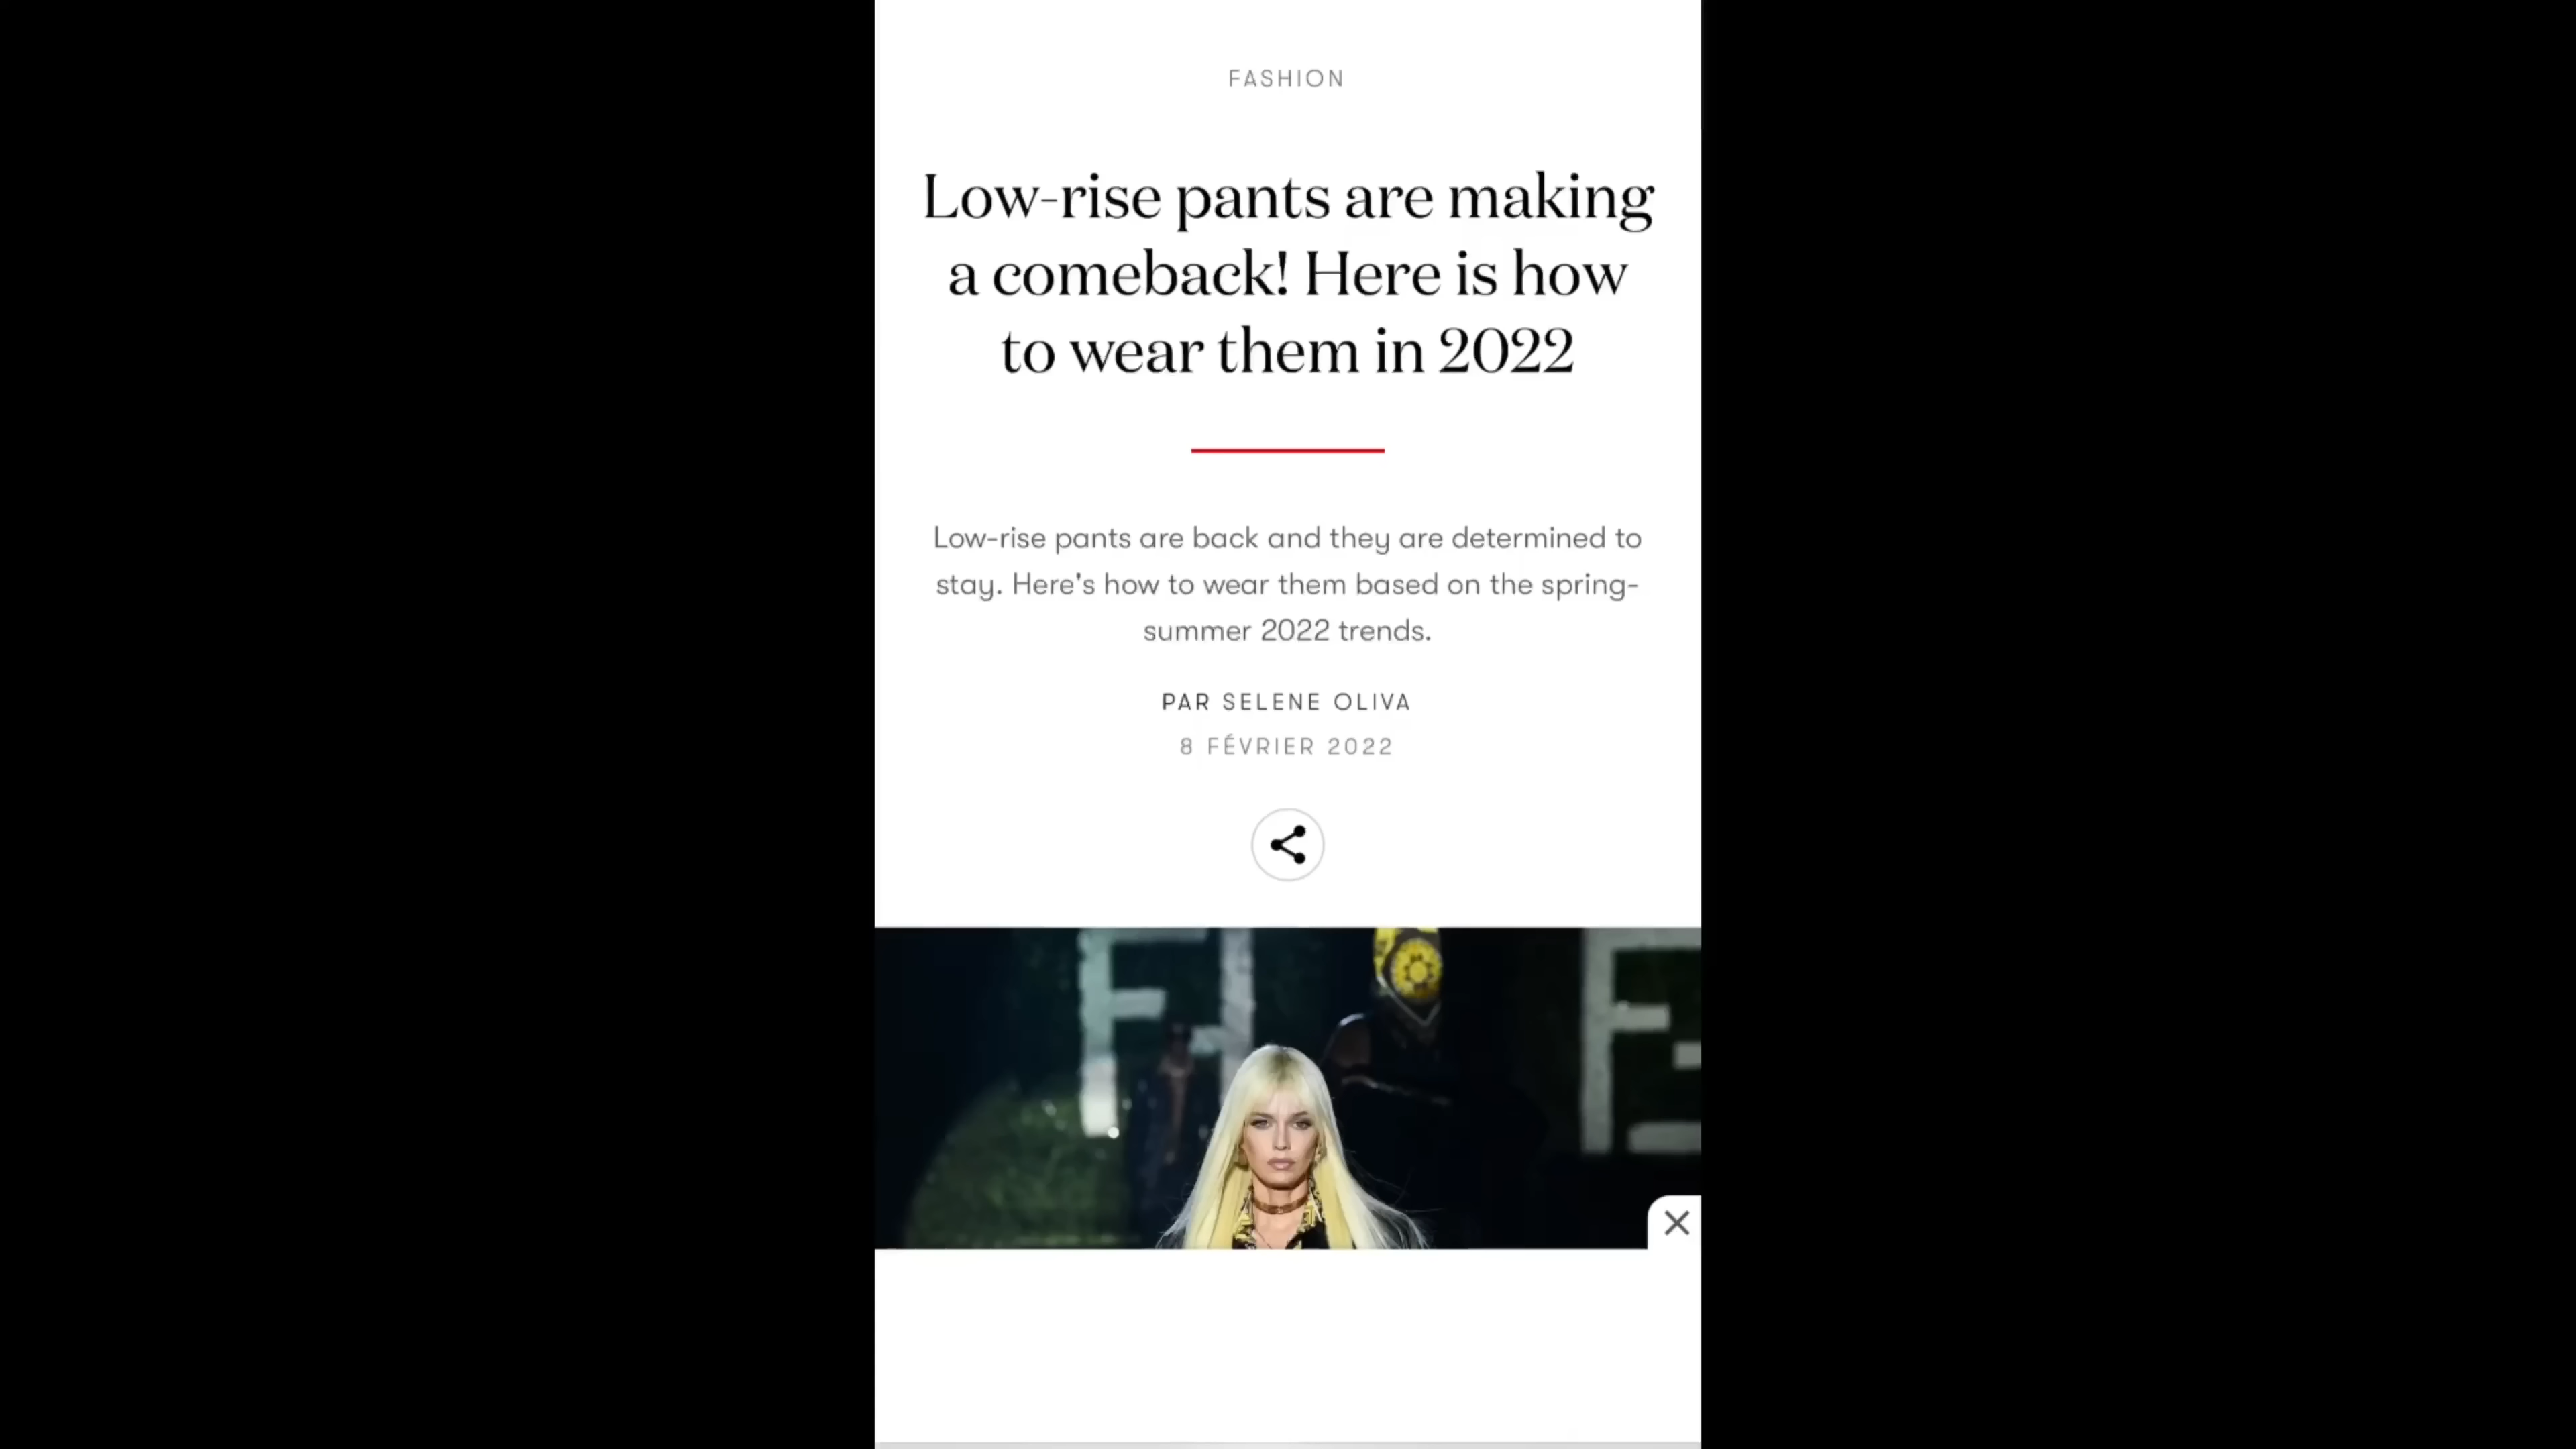 FASHION
Low-rise pants are making
a comeback! Here is how
to wear them in 2022
Low-rise pants are back and they are determined to
stay. Here's how to wear them based on the spring-
summer 2022 trends.
PAR SELENE OLIVA
8 FÉVRIER 2022